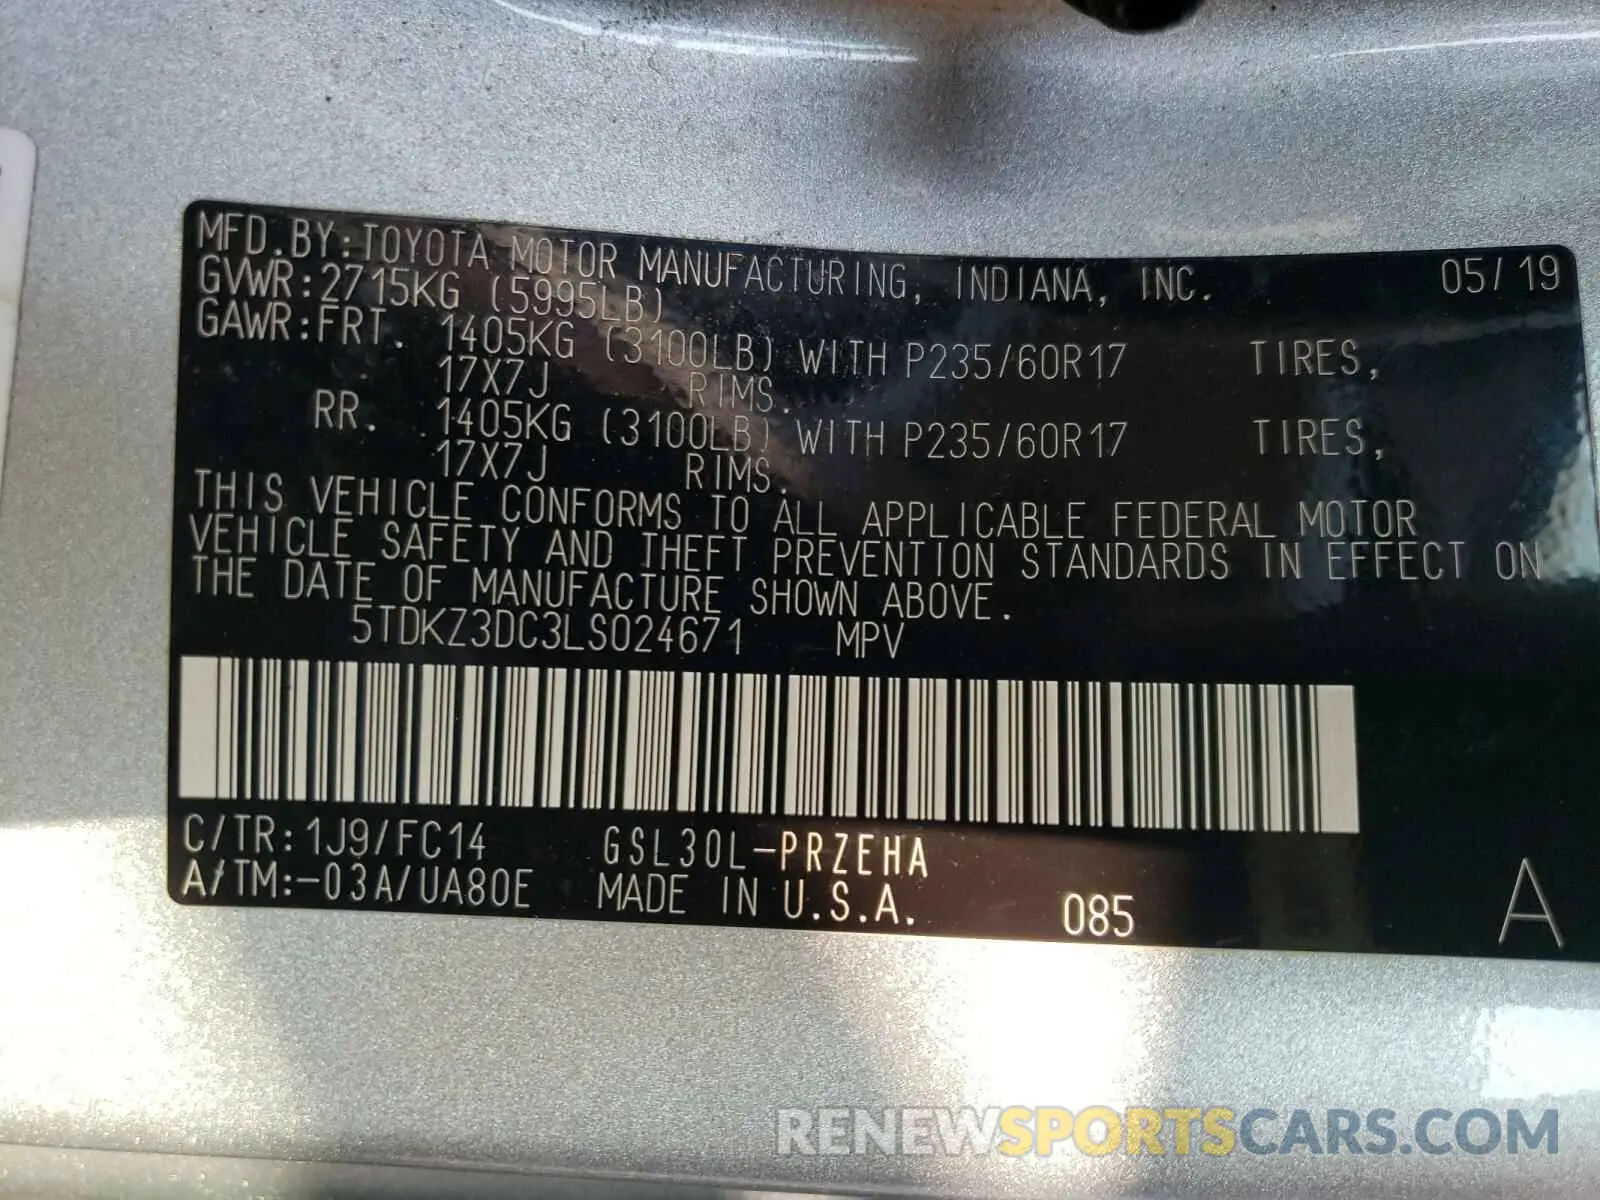 MFD.BY:TOYOTA MOTOR MANUFACTURING, INDIANA, INC. 05/19
GVWR:2715KG (5995LB)
GAWR:FRT. 1405KG (3100LB) WITH P235/60R17 TIRES,
17X7J RIMS.
RR. 1405KG (3100LB) WITH P235/60R17 TIRES,
17X7J RIMS.
THIS VEHICLE CONFORMS TO ALL APPLICABLE FEDERAL MOTOR
VEHICLE SAFETY AND THEFT PREVENTION STANDARDS IN EFFECT ON
THE DATE OF MANUFACTURE SHOWN ABOVE.
5TDKZ3DC3LS024671 MPV
C/TR:1J9/FC14 GSL30L-PRZEHA
A/TM:-03A/UA80E MADE IN U.S.A. 085 A
RENEWSPORTSCARS.COM